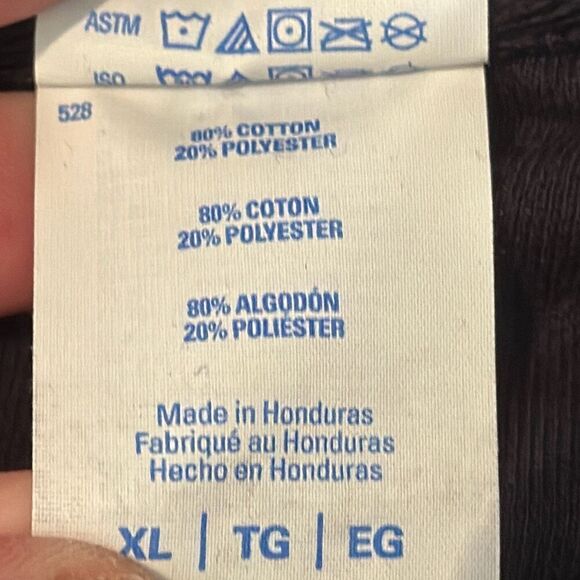 ASTM
ISO
528
80% COTTON
20% POLYESTER
80% COTON
20% POLYESTER
80% ALGODÓN
20% POLIÉSTER
Made in Honduras
Fabriqué au Honduras
Hecho en Honduras
XL | TG | EG